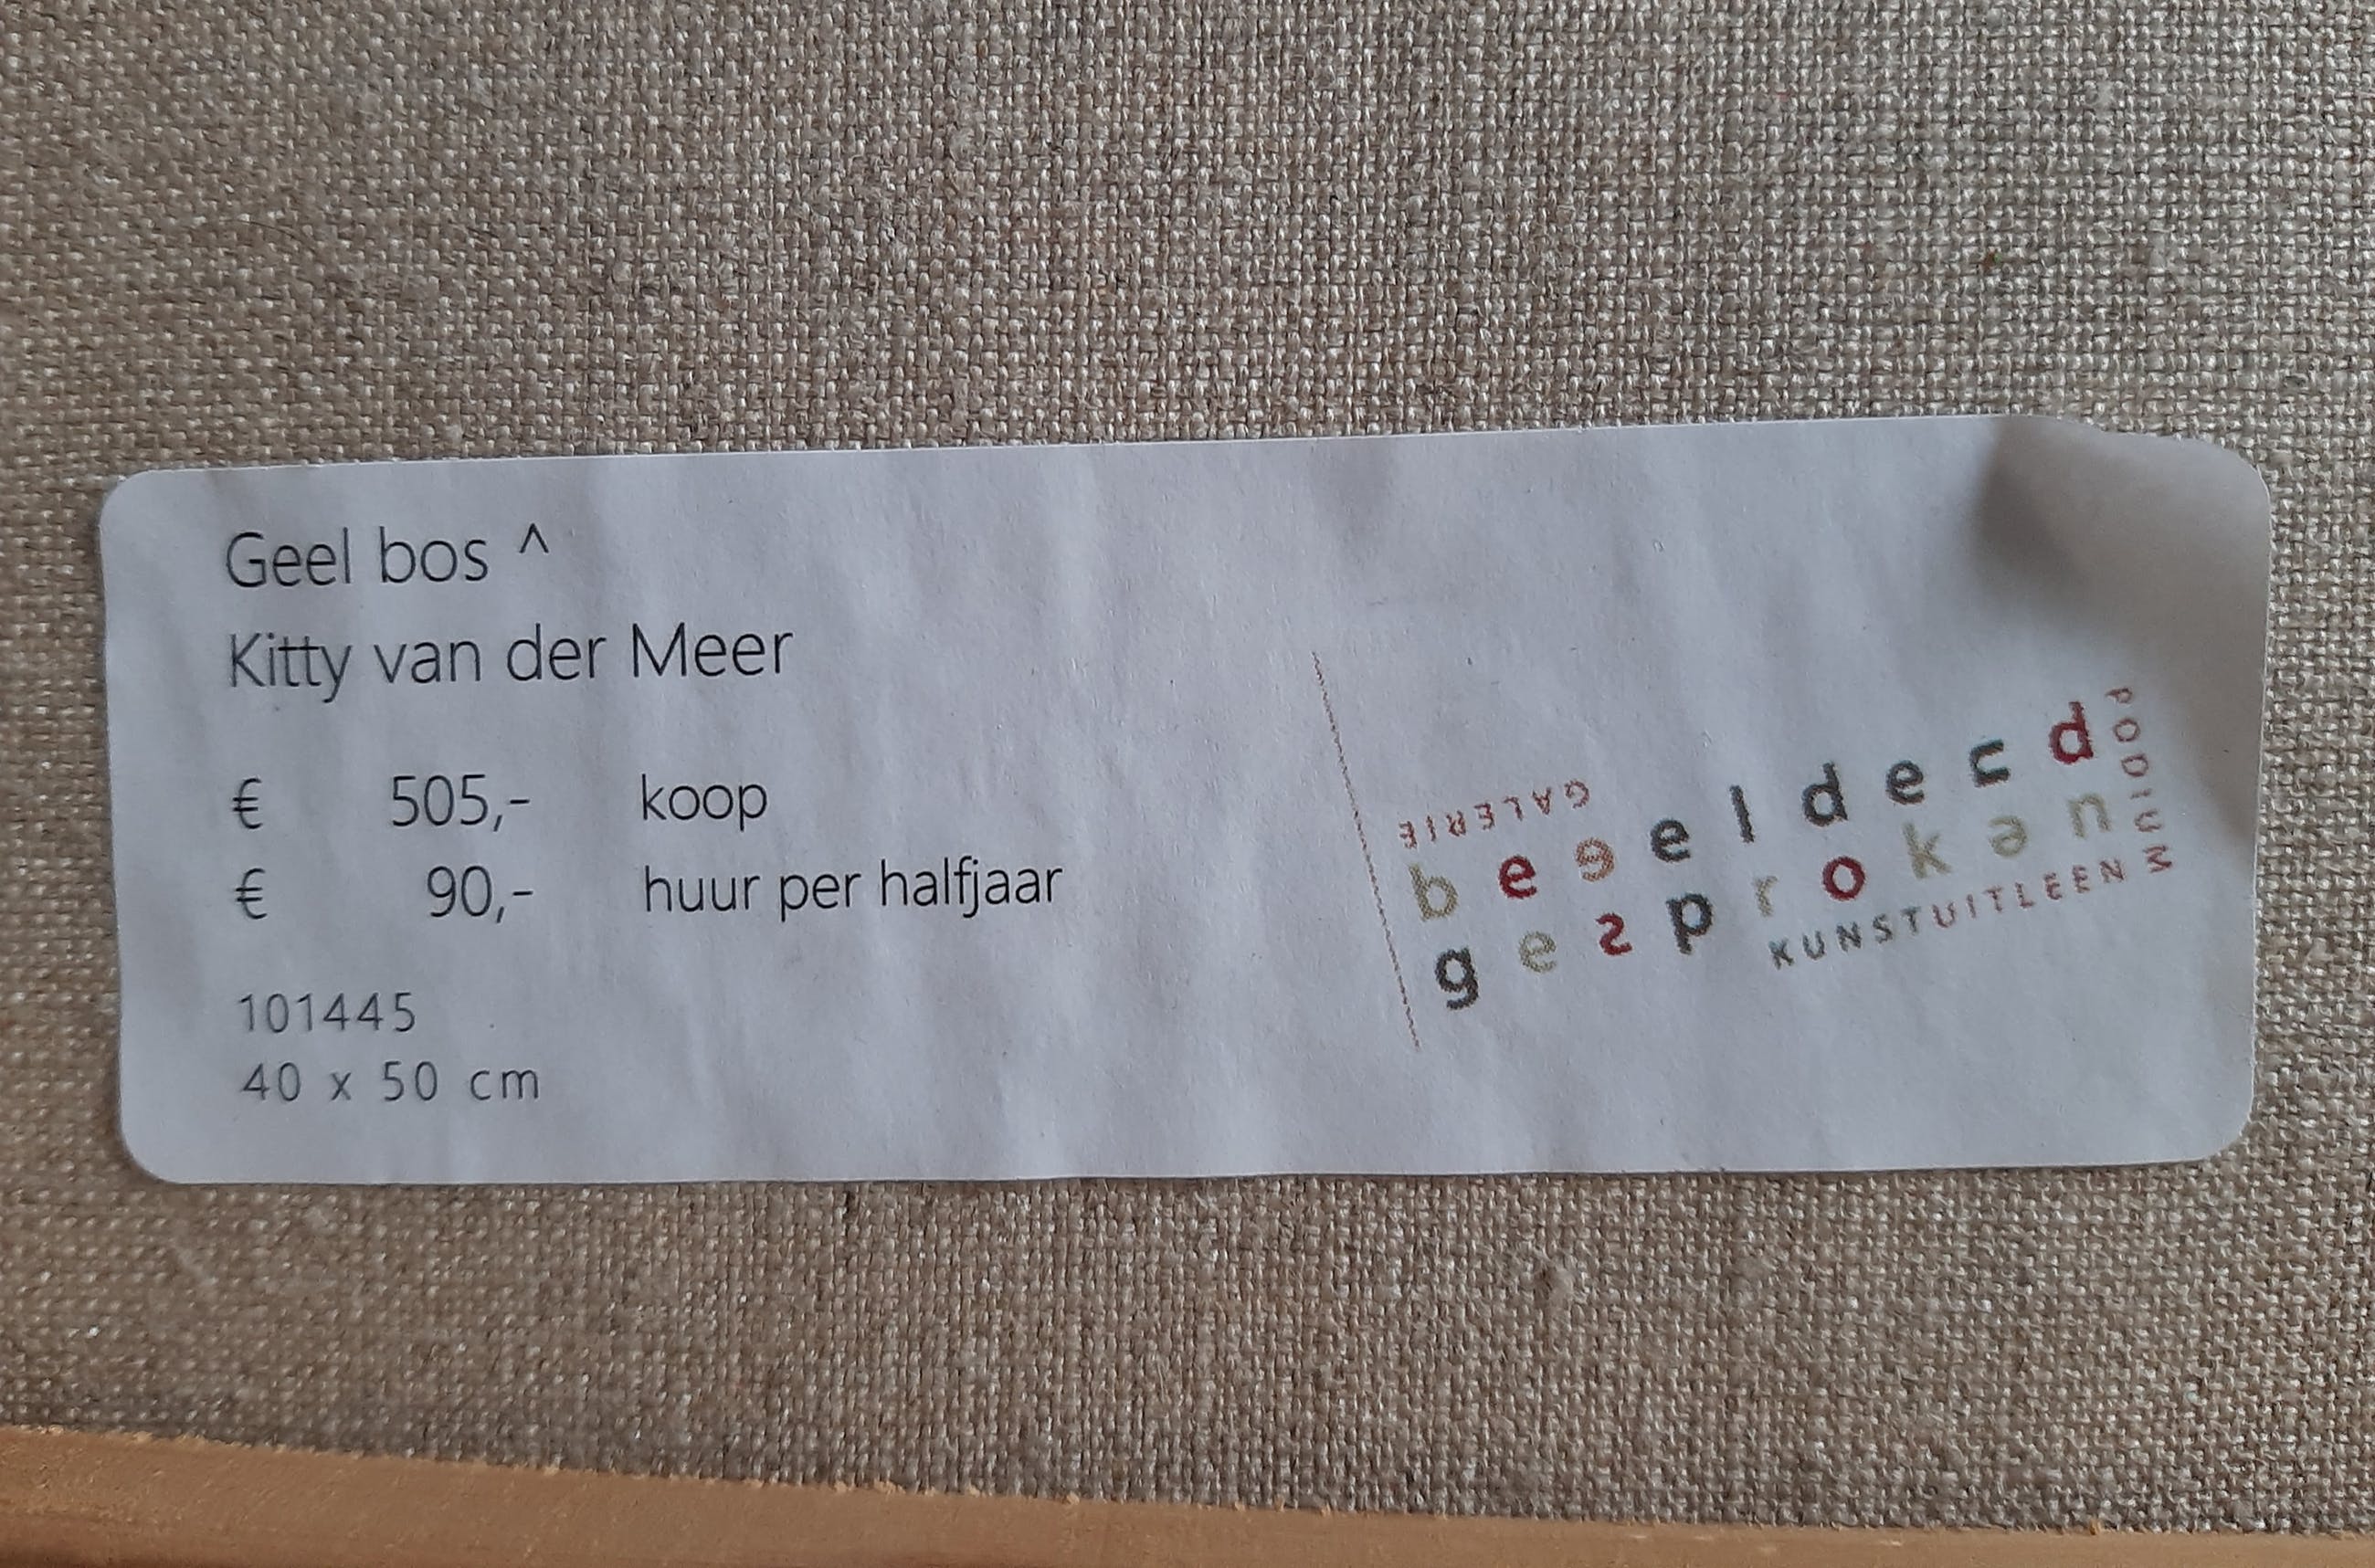 Geel bos ^
Kitty van der Meer
€ 505,- koop
€ 90,- huur per halfjaar
101445
40 x 50 cm
GALERIE
beeeldend
gesproken
KUNSTUITLEEN
PODIUM